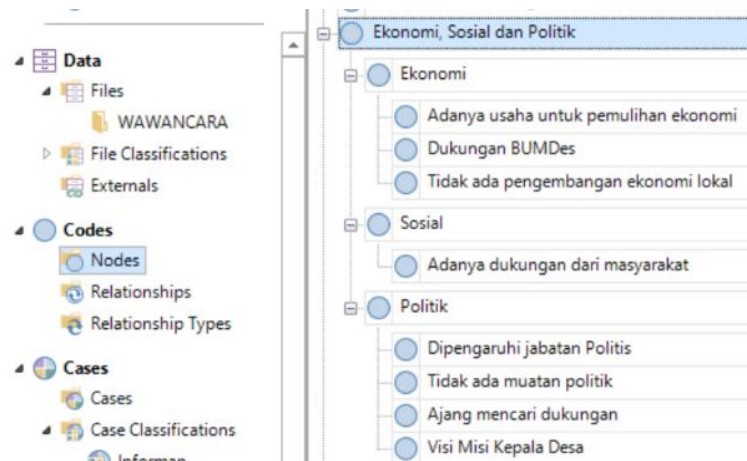 Data
Files
WAWANCARA
File Classifications
Externals
Codes
Nodes
Relationships
Relationship Types
Cases
Cases
Case Classifications
Informan
Ekonomi, Sosial dan Politik
Ekonomi
Adanya usaha untuk pemulihan ekonomi
Dukungan BUMDes
Tidak ada pengembangan ekonomi lokal
Sosial
Adanya dukungan dari masyarakat
Politik
Dipengaruhi jabatan Politis
Tidak ada muatan politik
Ajang mencari dukungan
Visi Misi Kepala Desa